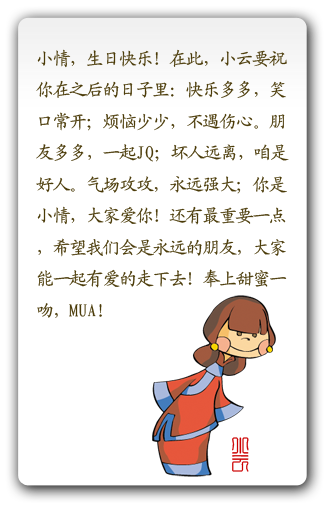 小情，生日快乐！在此，小云要祝
你在之后的日子里：快乐多多，笑
口常开；烦恼少少，不遇伤心。朋
友多多，一起JQ；坏人远离，咱是
好人。气场攻攻，永远强大；你是
小情，大家爱你！还有最重要一点
，希望我们会是永远的朋友，大家
能一起有爱的走下去！奉上甜蜜一
吻，MUA！